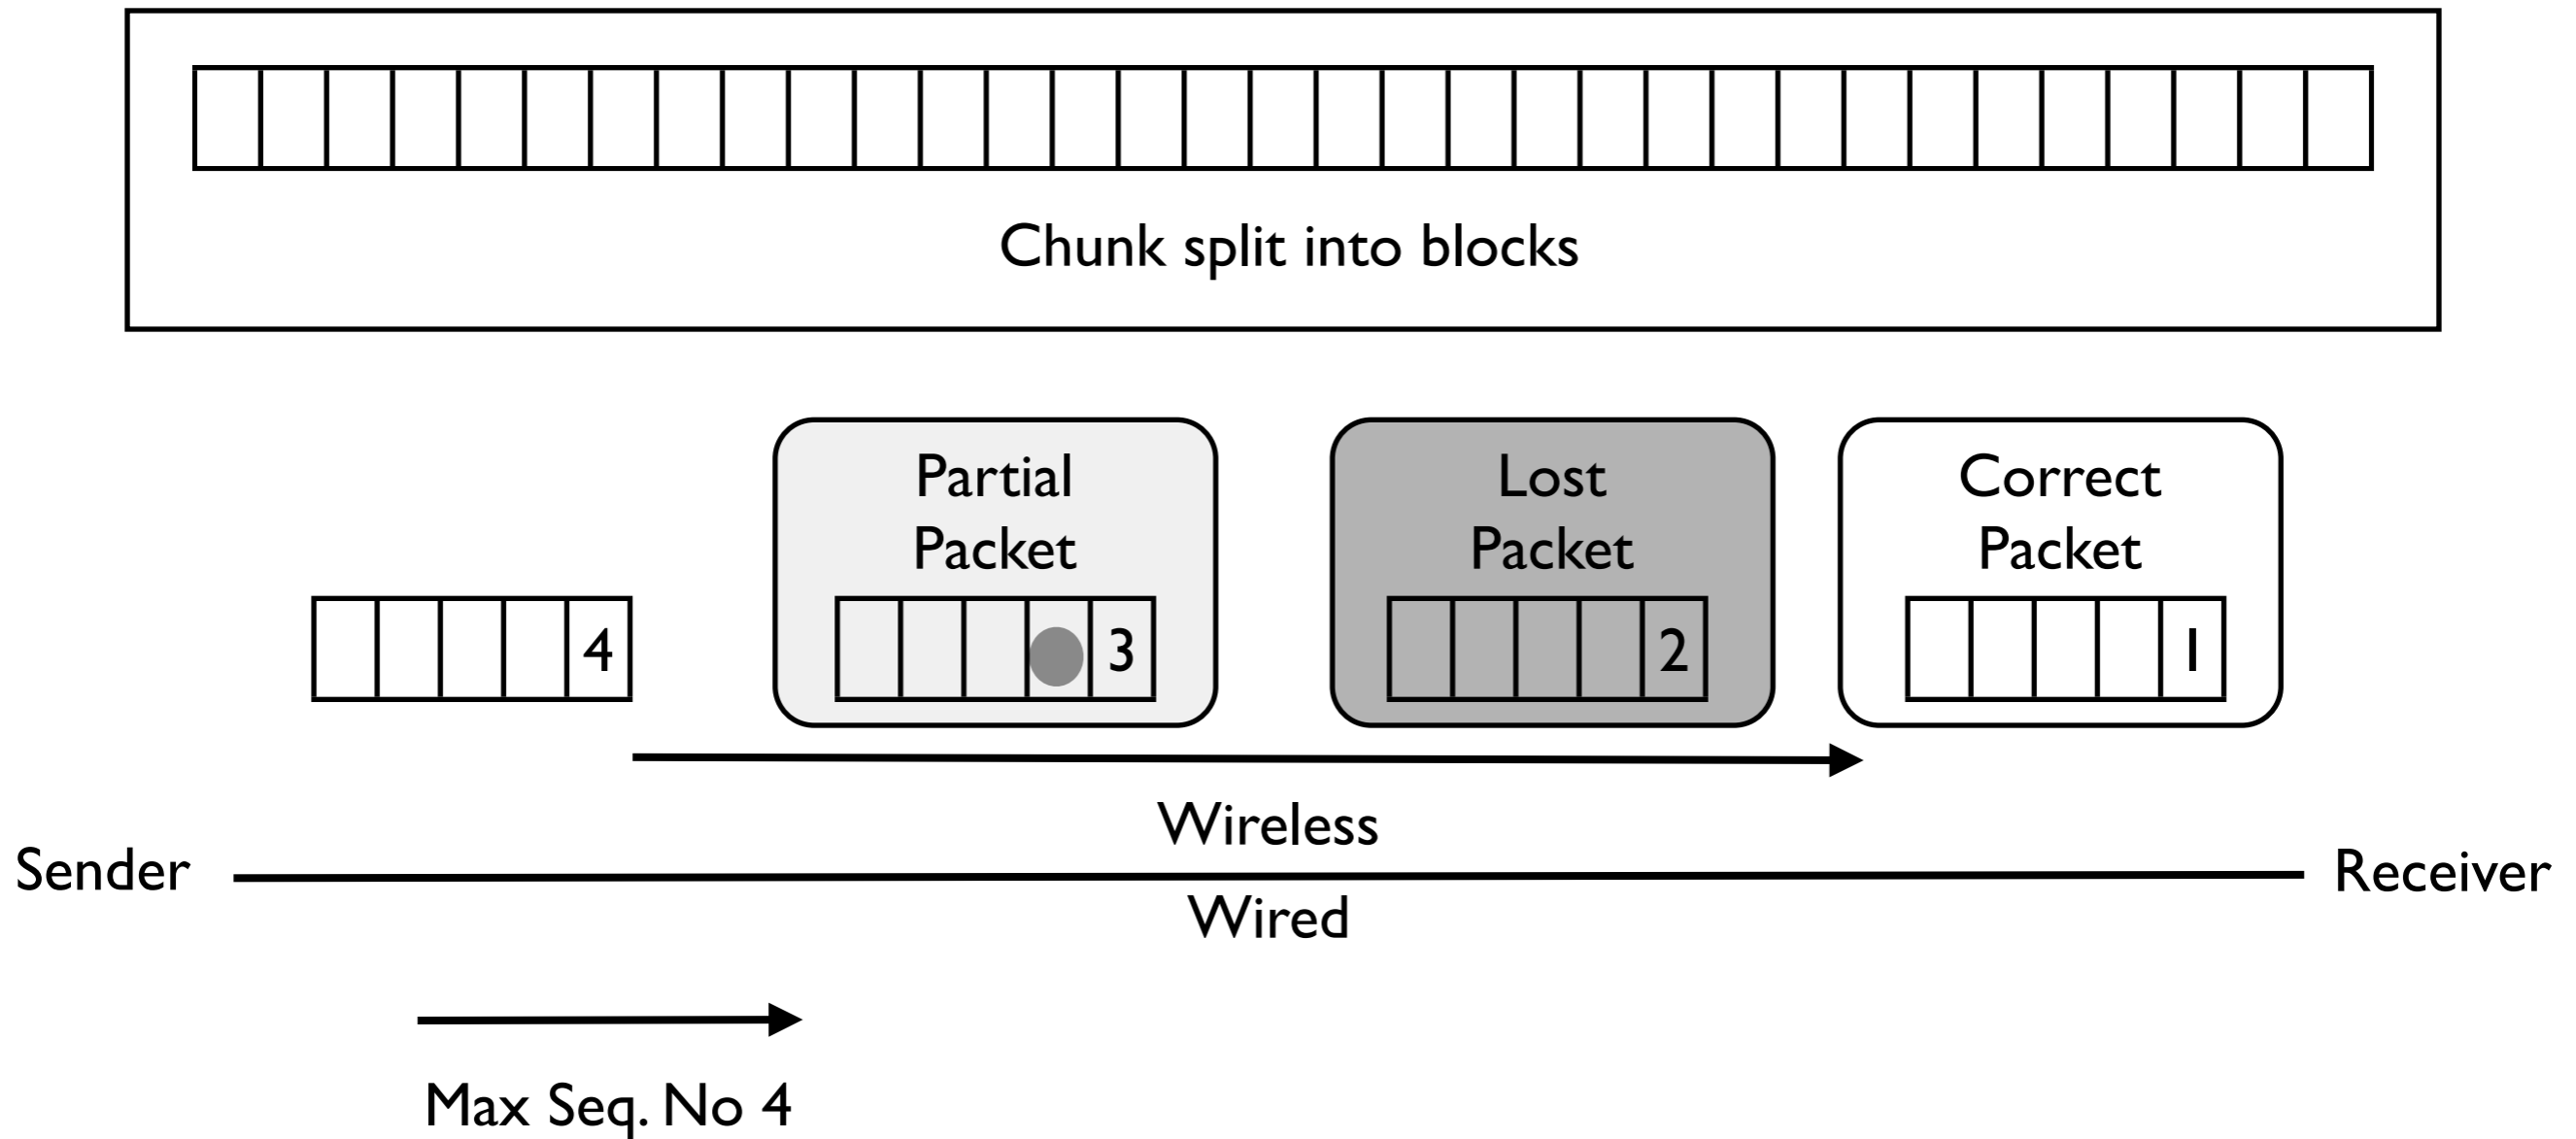 Chunk split into blocks
Partial
Packet
3
Lost
Packet
2
Correct
Packet
1
4
Wireless
Sender
Receiver
Wired
Max Seq. No 4